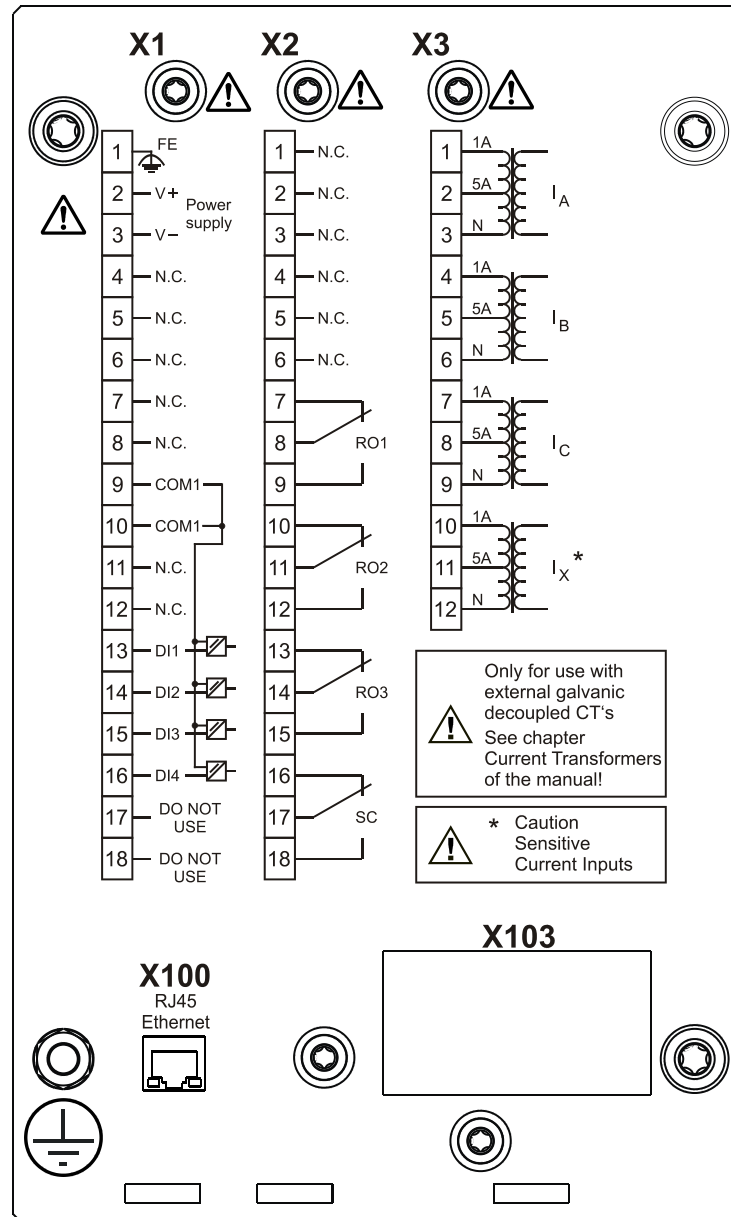 X1 X2 X3
1 FE
2 V+
Power
supply
3 V–
4 N.C.
5 N.C.
6 N.C.
7 N.C.
8 N.C.
9 COM1
10 COM1
11 N.C.
12 N.C.
13 DI1
14 DI2
15 DI3
16 DI4
17 DO NOT
USE
18 DO NOT
USE
1 N.C.
2 N.C.
3 N.C.
4 N.C.
5 N.C.
6 N.C.
7
8 RO1
9
10
11 RO2
12
13
14 RO3
15
16
17 SC
18
1 1A
2 5A IA
3 N
4 1A
5 5A IB
6 N
7 1A
8 5A IC
9 N
10 1A
11 5A IX*
12 N
Only for use with
external galvanic
decoupled CT‘s
See chapter
Current Transformers
of the manual!
* Caution
Sensitive
Current Inputs
X100
RJ45
Ethernet
X103